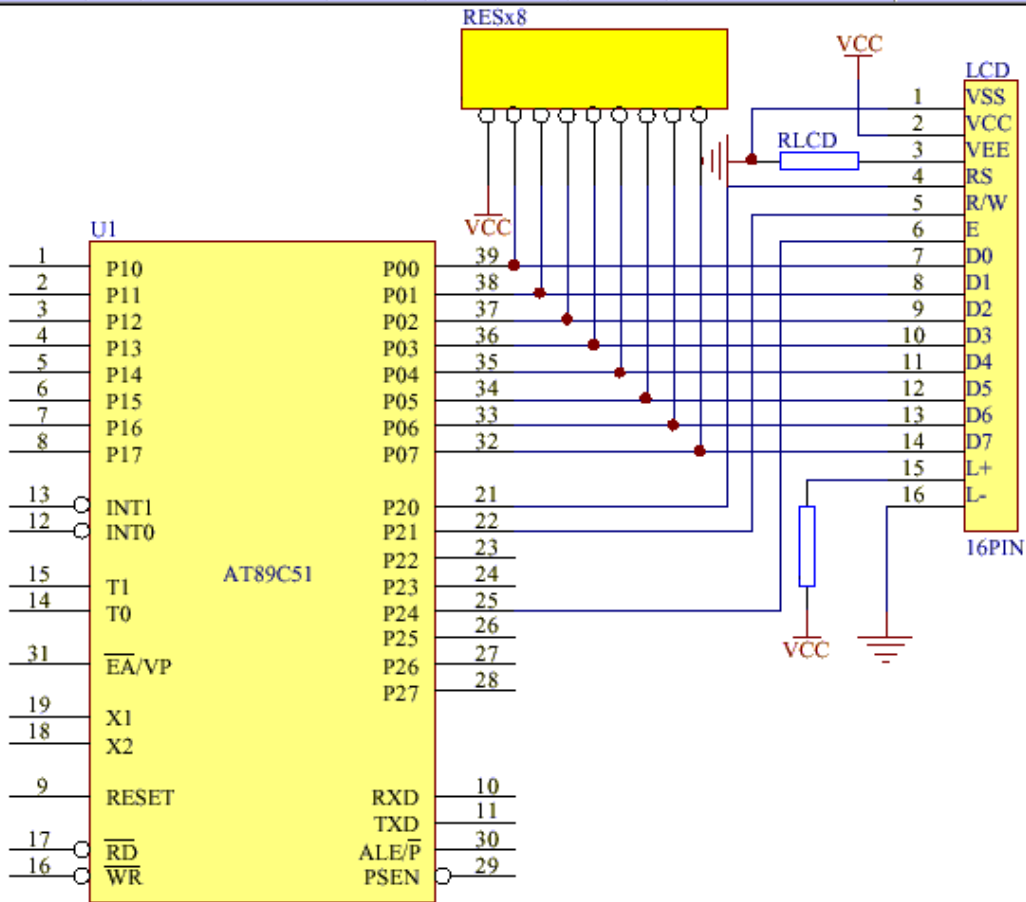 RESx8
VCC
LCD
1 VSS
2 VCC
RLCD 3 VEE
4 RS
5 R/W
VCC
6 E
U1
1 P10 P00 39 7 D0
2 P11 P01 38 8 D1
3 P12 P02 37 9 D2
4 P13 P03 36 10 D3
5 P14 P04 35 11 D4
6 P15 P05 34 12 D5
7 P16 P06 33 13 D6
8 P17 P07 32 14 D7
15 L+
13 INT1 P20 21 16 L-
12 INT0 P21 22
16PIN
P22 23
AT89C51
15 T1 P23 24
14 T0 P24 25
P25 26
VCC
31 EA/VP P26 27
P27 28
19 X1
18 X2
9 RESET RXD 10
TXD 11
17 RD ALE/P 30
16 WR PSEN 29